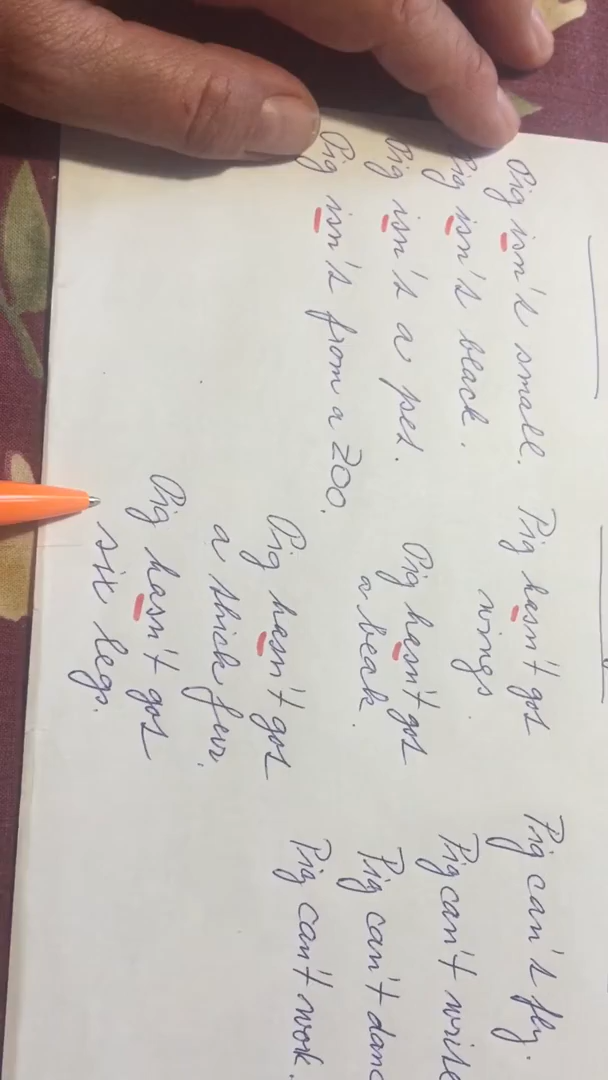 Pig isn't small.
Pig isn't black.
Pig isn't a pet.
Pig isn't from a Zoo.
Pig hasn't got
wings.
Pig hasn't got
a beak.
Pig hasn't got
a thick fur.
Pig hasn't got
six legs.
Pig can't fly.
Pig can't write
Pig can't danc
Pig can't work.